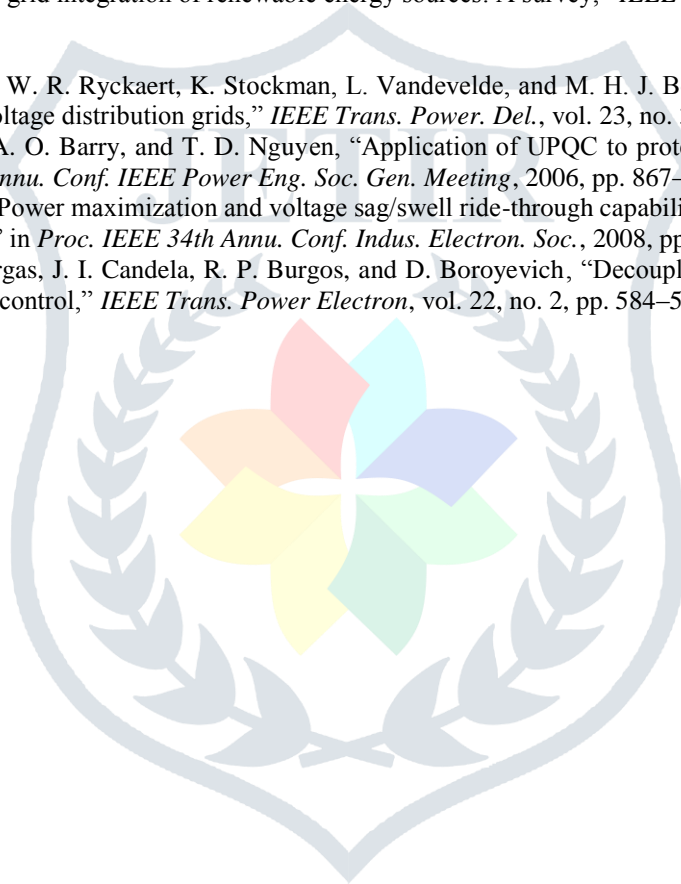 grid integration of renewable energy sources: A survey," IEEE
W. R. Ryckaert, K. Stockman, L. Vandevelde, and M. H. J. B
oltage distribution grids," IEEE Trans. Power. Del., vol. 23, no.
A. O. Barry, and T. D. Nguyen, "Application of UPQC to prote
nnu. Conf. IEEE Power Eng. Soc. Gen. Meeting, 2006, pp. 867–
Power maximization and voltage sag/swell ride-through capabili
" in Proc. IEEE 34th Annu. Conf. Indus. Electron. Soc., 2008, pp
rgas, J. I. Candela, R. P. Burgos, and D. Boroyevich, "Decoupl
control," IEEE Trans. Power Electron, vol. 22, no. 2, pp. 584–5
JETIR